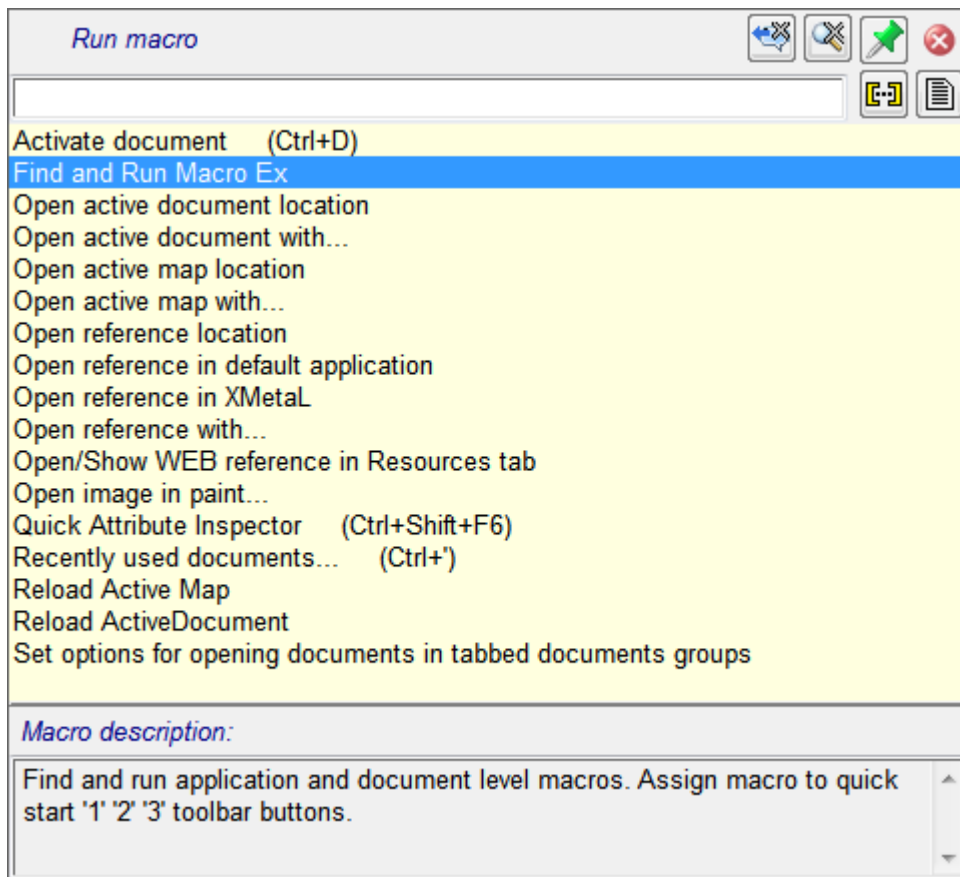 Run macro
Activate document (Ctrl+D)
Find and Run Macro Ex
Open active document location
Open active document with...
Open active map location
Open active map with...
Open reference location
Open reference in default application
Open reference in XMetaL
Open reference with...
Open/Show WEB reference in Resources tab
Open image in paint...
Quick Attribute Inspector (Ctrl+Shift+F6)
Recently used documents... (Ctrl+')
Reload Active Map
Reload ActiveDocument
Set options for opening documents in tabbed documents groups
Macro description:
Find and run application and document level macros. Assign macro to quick
start '1' '2' '3' toolbar buttons.